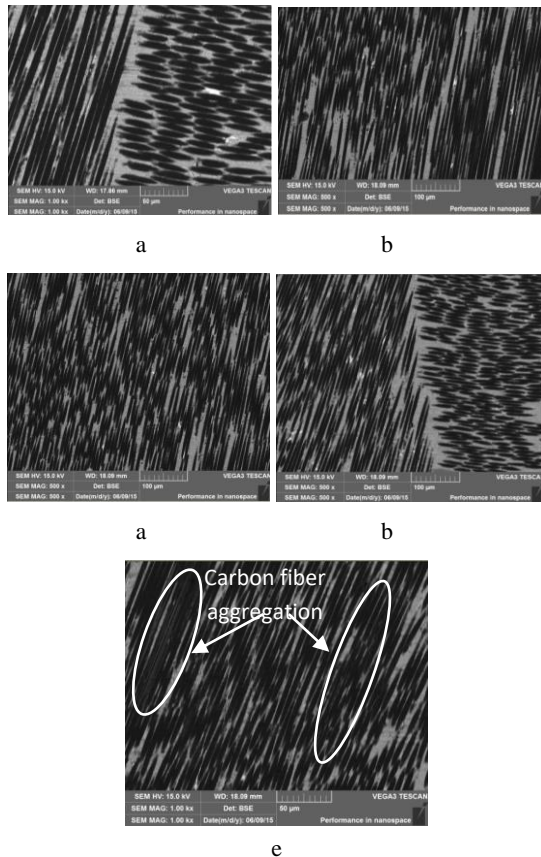 SEM HV: 15.0 kV WD: 17.86 mm VEGA3 TESCAN
SEM MAG: 1.00 kx Det: BSE 50 μm
SEM MAG: 1.00 kx Date(m/d/y): 06/09/15 Performance in nanospace
SEM HV: 15.0 kV WD: 18.09 mm VEGA3 TESCAN
SEM MAG: 500 x Det: BSE 100 μm
SEM MAG: 500 x Date(m/d/y): 06/09/15 Performance in nanospace
a b
SEM HV: 15.0 kV WD: 18.09 mm VEGA3 TESCAN
SEM MAG: 500 x Det: BSE 100 μm
SEM MAG: 500 x Date(m/d/y): 06/09/15 Performance in nanospace
SEM HV: 15.0 kV WD: 18.09 mm VEGA3 TESCAN
SEM MAG: 500 x Det: BSE 100 μm
SEM MAG: 500 x Date(m/d/y): 06/09/15 Performance in nanospace
a b
Carbon fiber
aggregation
SEM HV: 15.0 kV WD: 18.09 mm VEGA3 TESCAN
SEM MAG: 1.00 kx Det: BSE 50 μm
SEM MAG: 1.00 kx Date(m/d/y): 06/09/15 Performance in nanospace
e